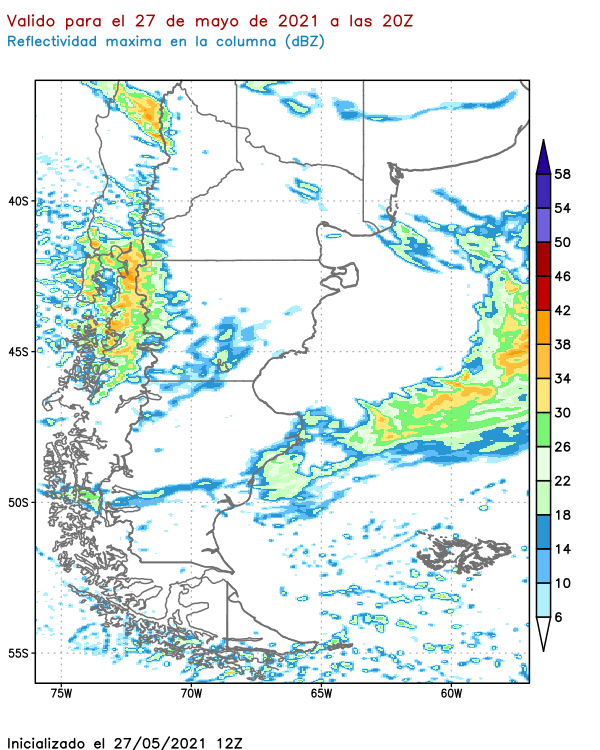 Valido para el 27 de mayo de 2021 a las 20Z
Reflectividad maxima en la columna (dBZ)
58
54
50
46
42
38
34
30
26
22
18
14
10
6
40S
45S
50S
55S
75W 70W 65W 60W
Inicializado el 27/05/2021 12Z